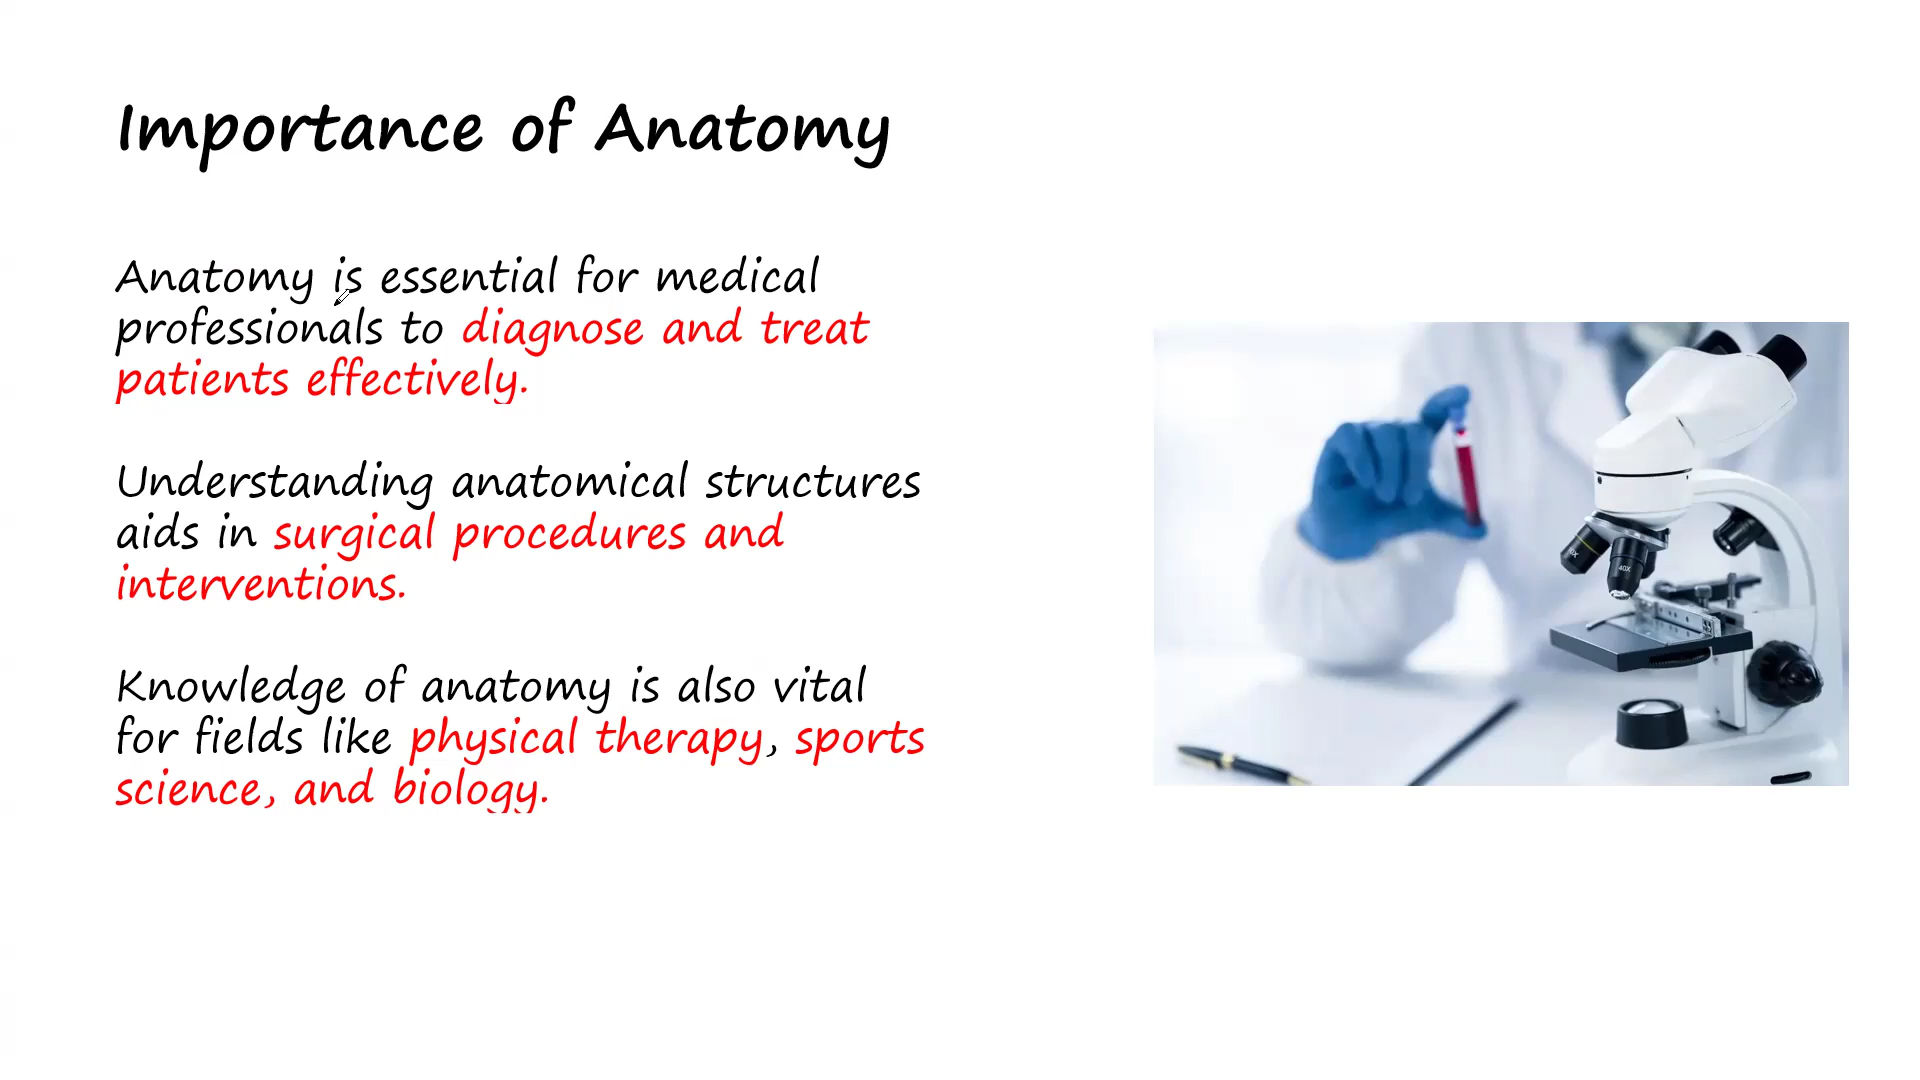 Importance of Anatomy
Anatomy is essential for medical
professionals to diagnose and treat
patients effectively.
Understanding anatomical structures
aids in surgical procedures and
interventions.
Knowledge of anatomy is also vital
for fields like physical therapy, sports
science, and biology.
40X